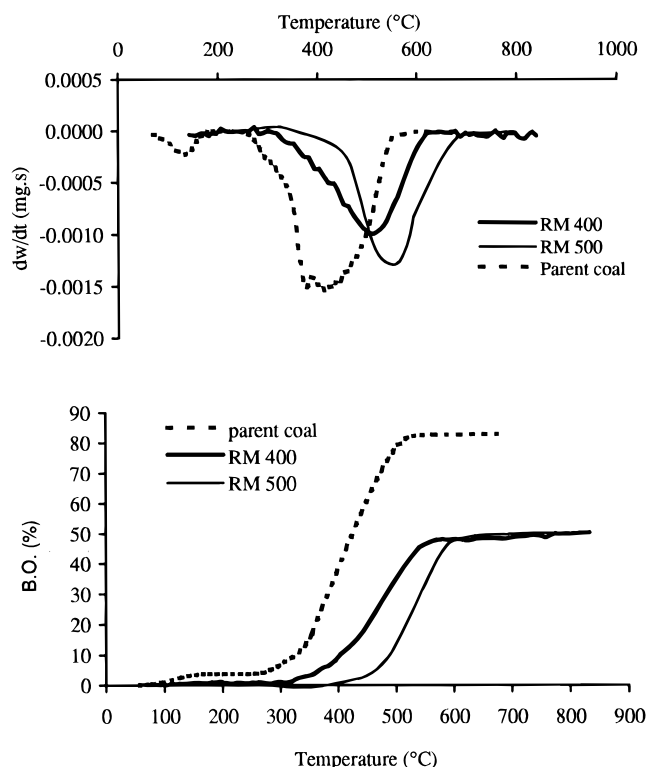 Temperature (°C)
0 200 400 600 800 1000
0.0005
0.0000
-0.0005
-0.0010
-0.0015
-0.0020
dw/dt (mg.s)
RM 400
RM 500
Parent coal
90
80
70
60
50
40
30
20
10
0
B.O. (%)
parent coal
RM 400
RM 500
0 100 200 300 400 500 600 700 800 900
Temperature (°C)